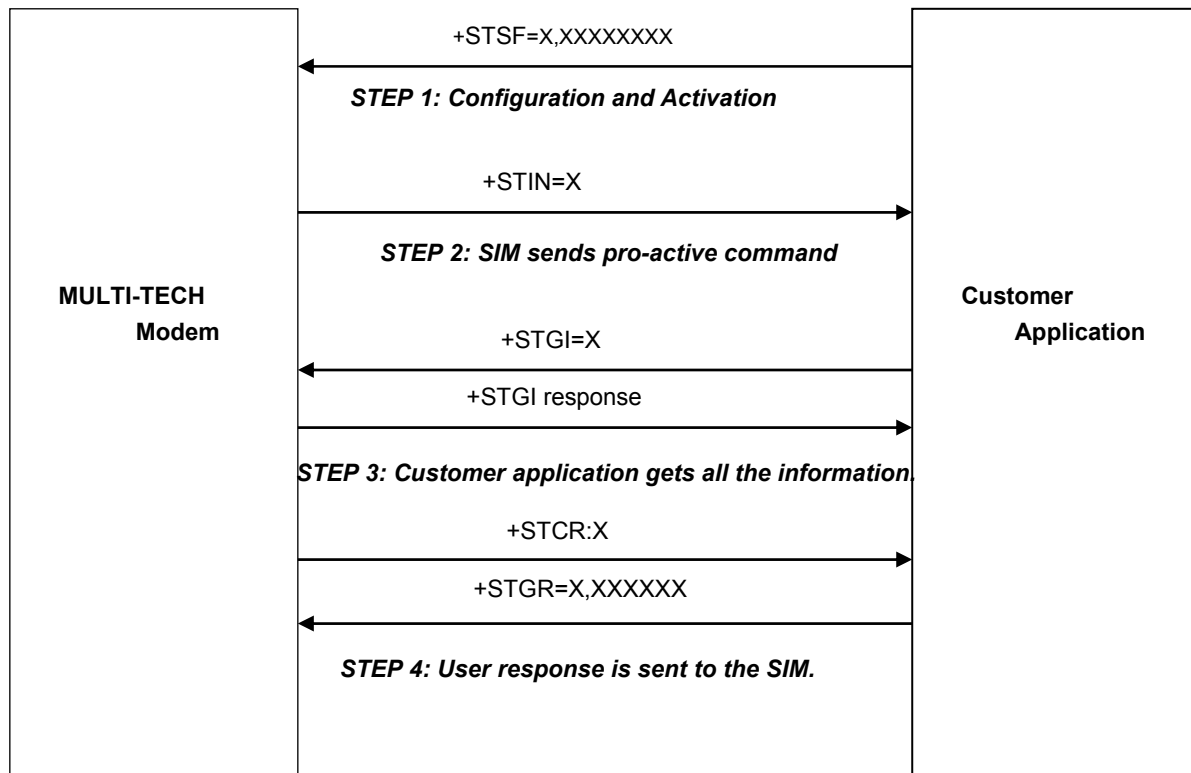 +STSF=X,XXXXXXXX
STEP 1: Configuration and Activation
+STIN=X
STEP 2: SIM sends pro-active command
MULTI-TECH
Modem
Customer
Application
+STGI=X
+STGI response
STEP 3: Customer application gets all the information.
+STCR:X
+STGR=X,XXXXXX
STEP 4: User response is sent to the SIM.